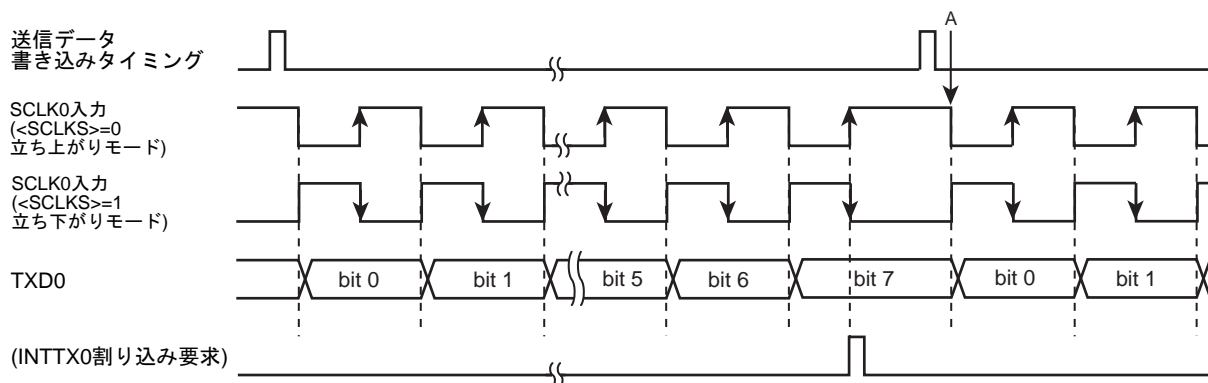 A
送信データ
書き込みタイミング
SCLK0入力
(<SCLKS>=0
立ち上がりモード)
SCLK0入力
(<SCLKS>=1
立ち下がりモード)
TXD0
bit 0
bit 1
bit 5
bit 6
bit 7
bit 0
bit 1
(INTTX0割り込み要求)